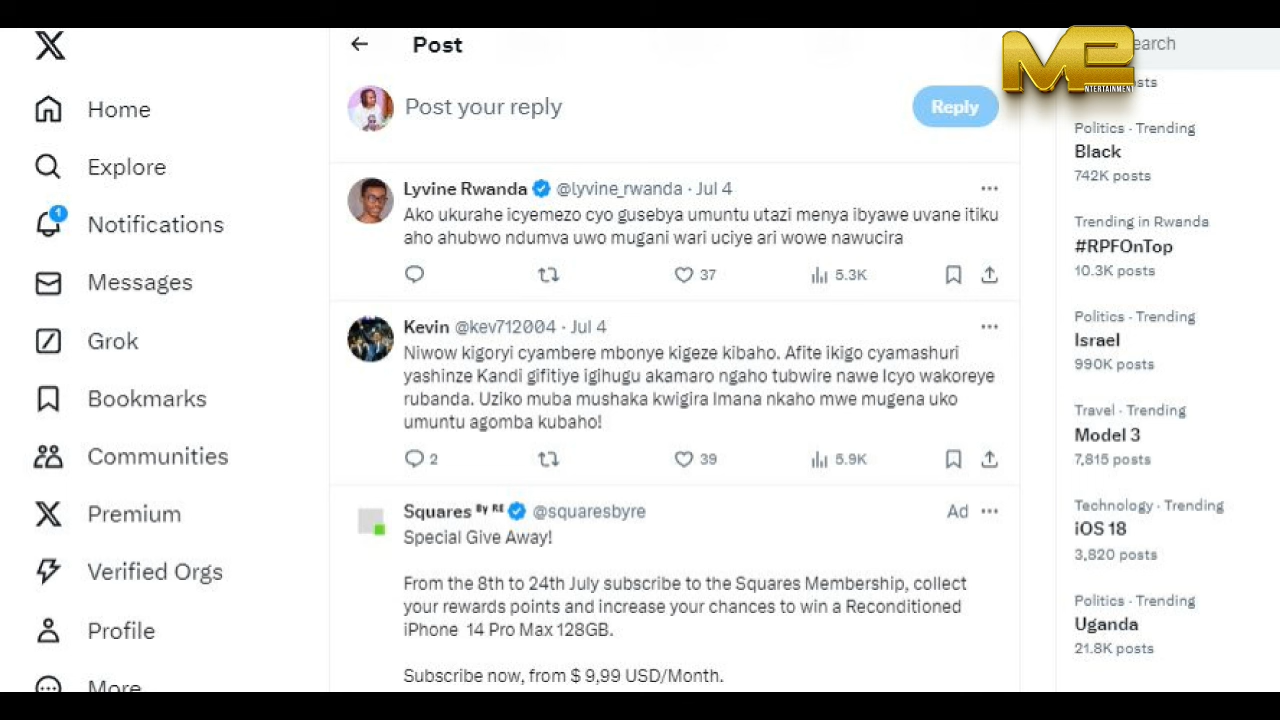 X
Post
Home
Explore
1
Notifications
Messages
Grok
Bookmarks
Communities
Premium
Verified Orgs
Profile
More
Post your reply
Reply
Lyvine Rwanda @lyvine_rwanda · Jul 4
Ako ukurahe icyemezo cyo gusebya umuntu utazi menya ibyawe uvane itiku
aho ahubwo ndumva uwo mugani wari uciye ari wowe nawucira
37 5.3K
Kevin @kev712004 · Jul 4
Niwow kigoryi cyambere mbonye kigeze kibaho. Afite ikigo cyamashuri
yashinze Kandi gifitiye igihugu akamaro ngaho tubwire nawe Icyo wakoreye
rubanda. Uziko muba mushaka kwigira Imana nkaho mwe mugena uko
umuntu agomba kubaho!
2 39 5.9K
Squares By RE @squaresbyre Ad
Special Give Away!
From the 8th to 24th July subscribe to the Squares Membership, collect
your rewards points and increase your chances to win a Reconditioned
iPhone 14 Pro Max 128GB.
Subscribe now, from $ 9,99 USD/Month.
ME
NTERTAINMENT
earch
sts
Politics · Trending
Black
742K posts
Trending in Rwanda
#RPFOnTop
10.3K posts
Politics · Trending
Israel
990K posts
Travel · Trending
Model 3
7,815 posts
Technology · Trending
iOS 18
3,820 posts
Politics · Trending
Uganda
21.8K posts